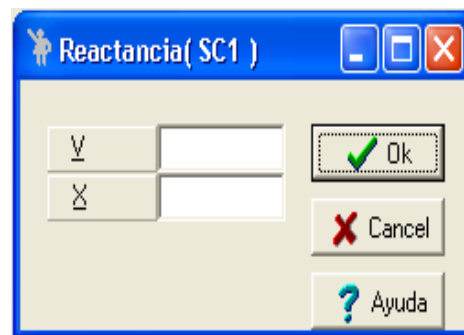 Reactancia( SC1 )
V
X
Ok
Cancel
? Ayuda